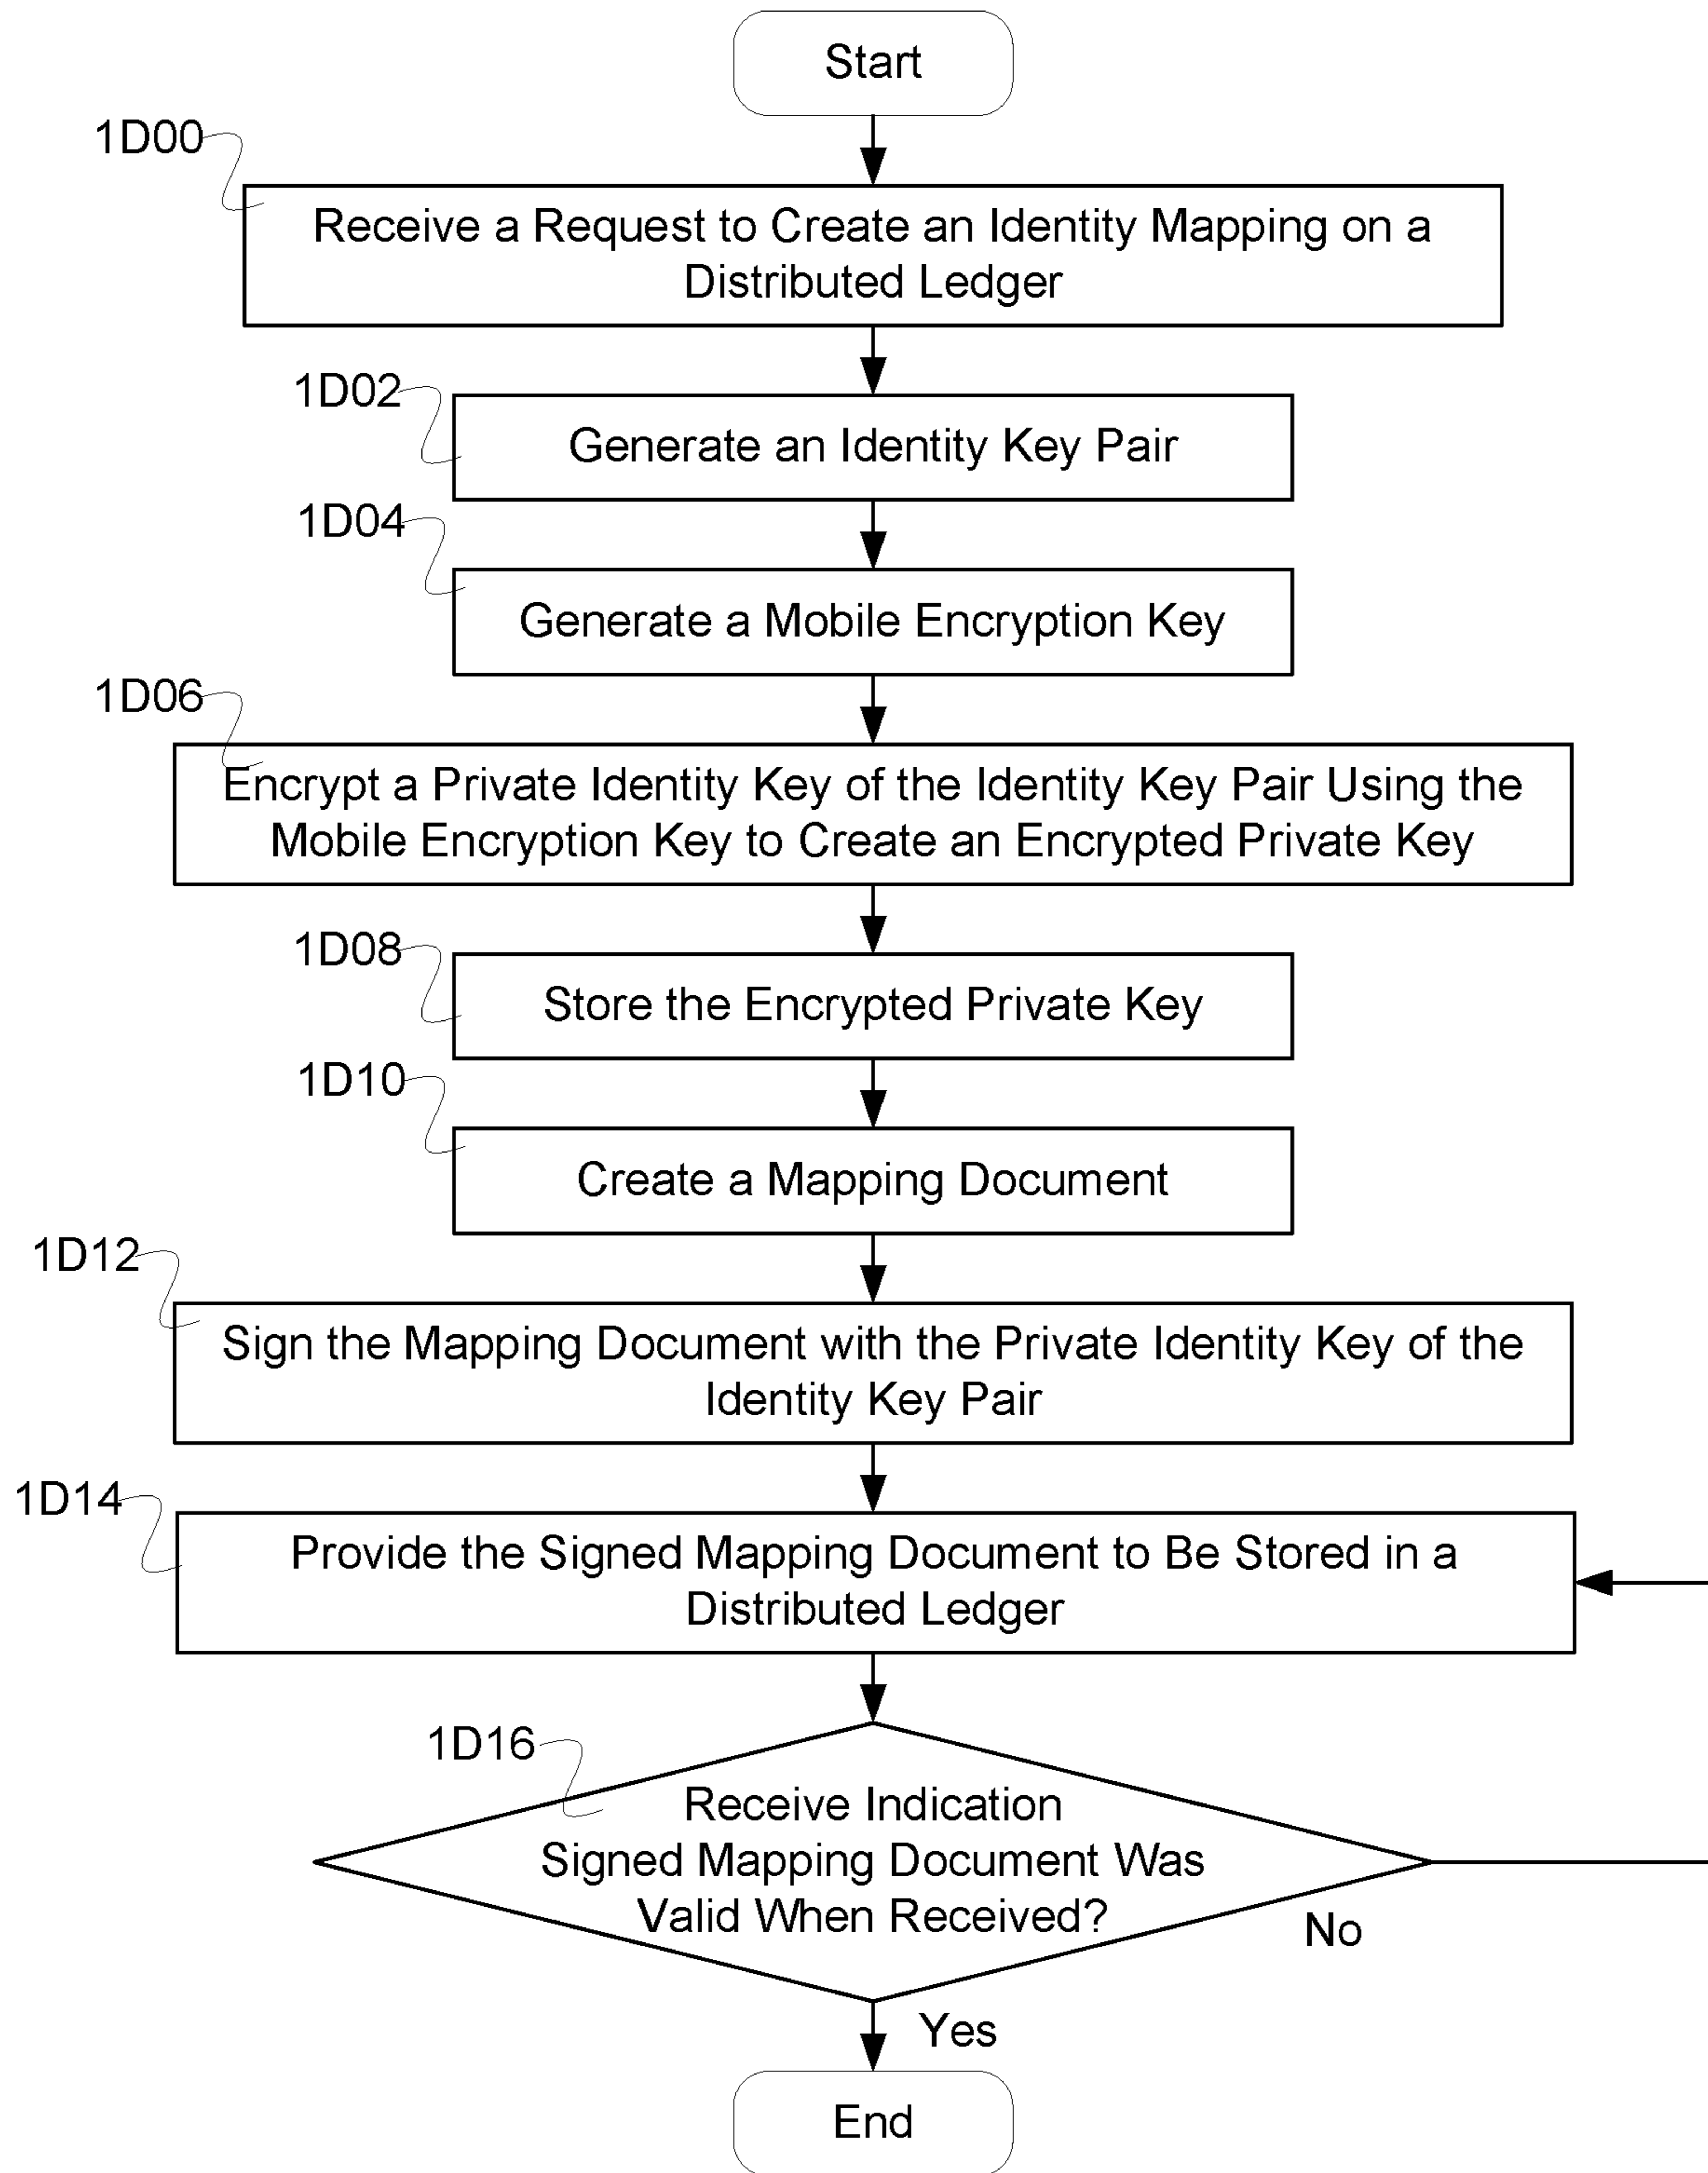 Start
1D00
Receive a Request to Create an Identity Mapping on a
Distributed Ledger
1D02
Generate an Identity Key Pair
1D04
Generate a Mobile Encryption Key
1D06
Encrypt a Private Identity Key of the Identity Key Pair Using the
Mobile Encryption Key to Create an Encrypted Private Key
1D08
Store the Encrypted Private Key
1D10
Create a Mapping Document
1D12
Sign the Mapping Document with the Private Identity Key of the
Identity Key Pair
1D14
Provide the Signed Mapping Document to Be Stored in a
Distributed Ledger
1D16
Receive Indication
Signed Mapping Document Was
Valid When Received?
No
Yes
End